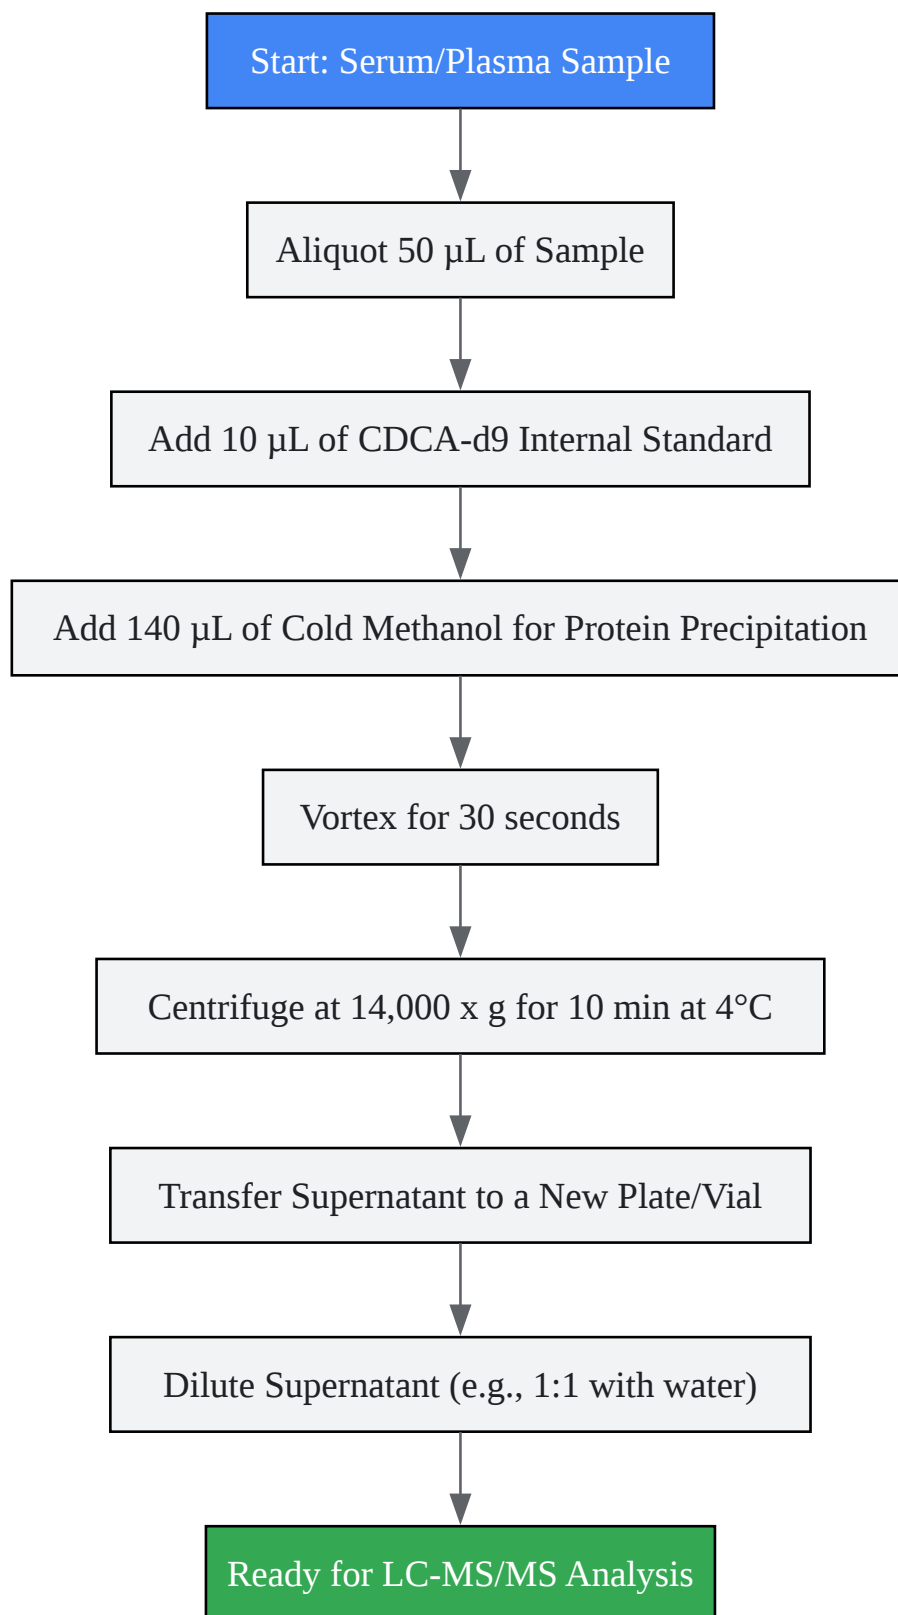 Start: Serum/Plasma Sample
Aliquot 50 µL of Sample
Add 10 µL of CDCA-d9 Internal Standard
Add 140 µL of Cold Methanol for Protein Precipitation
Vortex for 30 seconds
Centrifuge at 14,000 x g for 10 min at 4°C
Transfer Supernatant to a New Plate/Vial
Dilute Supernatant (e.g., 1:1 with water)
Ready for LC-MS/MS Analysis